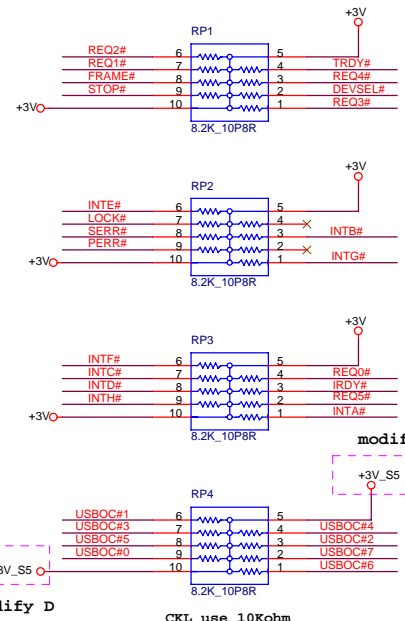 +3V
RP1
REQ2# 6 5
REQ1# 7 4 TRDY#
FRAME# 8 3 REQ4#
STOP# 9 2 DEVSEL#
+3V 10 1 REQ3#
8.2K_10P8R
+3V
RP2
INTE# 6 5
LOCK# 7 4
SERR# 8 3 INTB#
PERR# 9 2
+3V 10 1 INTG#
8.2K_10P8R
+3V
RP3
INTF# 6 5
INTC# 7 4 REQ0#
INTD# 8 3 IRDY#
INTH# 9 2 REQ5#
+3V 10 1 INTA#
8.2K_10P8R
modif
+3V_S5
RP4
USBOC#1 6 5
USBOC#3 7 4 USBOC#4
USBOC#5 8 3 USBOC#2
USBOC#0 9 2 USBOC#7
3V_S5 10 1 USBOC#6
8.2K_10P8R
dify D
CKL use 10Kohm